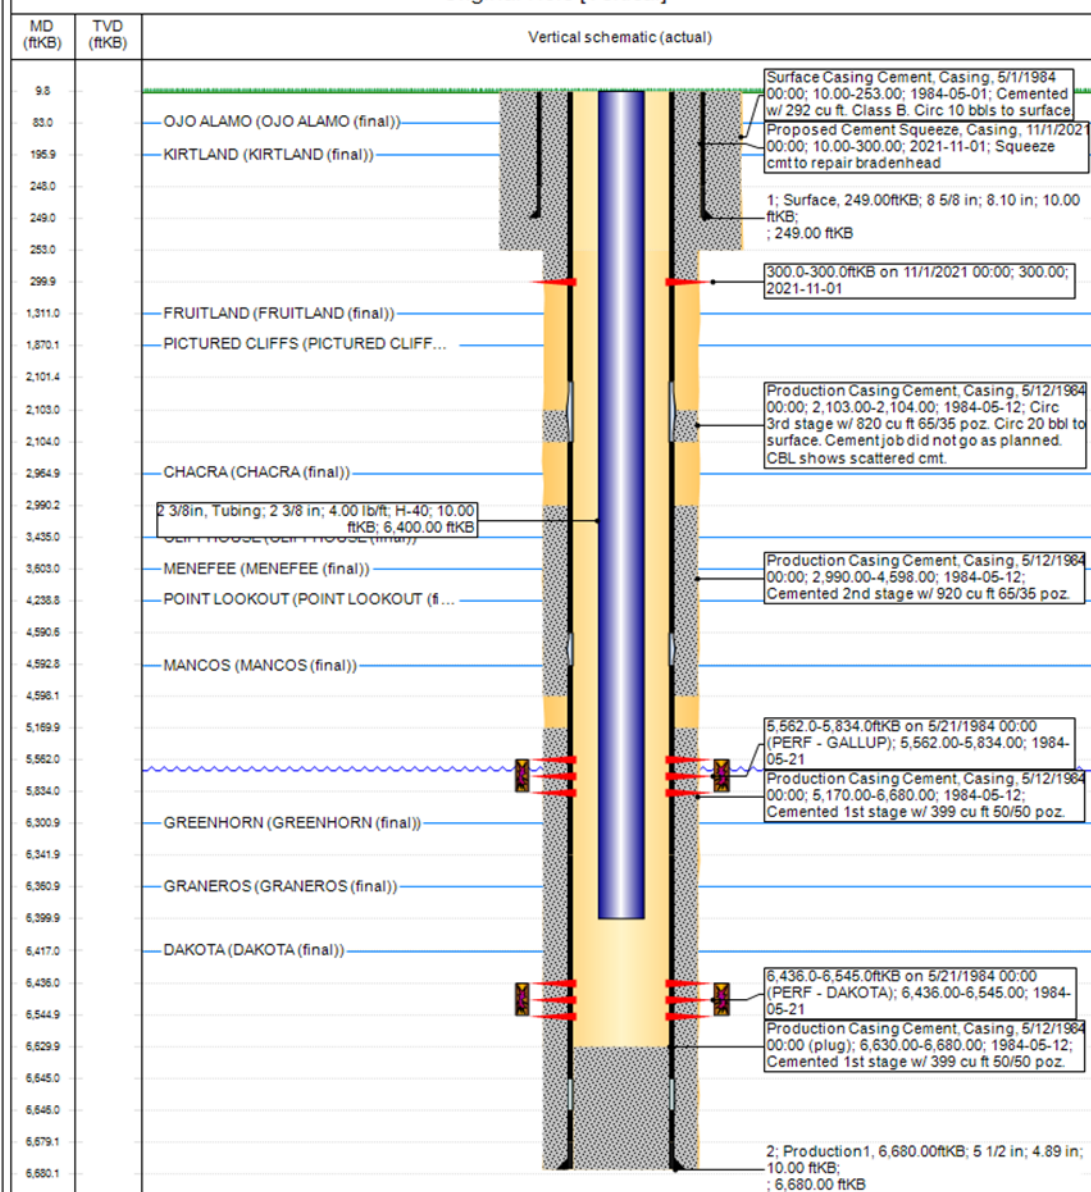 MD
(ftKB)
TVD
(ftKB)
Vertical schematic (actual)
9.8
83.0
195.9
248.0
249.0
253.0
299.9
1,311.0
1,870.1
2,101.4
2,103.0
2,104.0
2,964.9
2,990.2
3,435.0
3,603.0
4,238.8
4,590.6
4,592.8
4,598.1
5,169.9
5,562.0
5,834.0
6,300.9
6,341.9
6,360.9
6,399.9
6,417.0
6,436.0
6,544.9
6,629.9
6,645.0
6,646.0
6,679.1
6,680.1
OJO ALAMO (OJO ALAMO (final))
KIRTLAND (KIRTLAND (final))
FRUITLAND (FRUITLAND (final))
PICTURED CLIFFS (PICTURED CLIFF...
CHACRA (CHACRA (final))
2 3/8in, Tubing; 2 3/8 in; 4.00 lb/ft; H-40; 10.00
ftKB; 6,400.00 ftKB
MENEFEE (MENEFEE (final))
POINT LOOKOUT (POINT LOOKOUT (fi...
MANCOS (MANCOS (final))
GREENHORN (GREENHORN (final))
GRANEROS (GRANEROS (final))
DAKOTA (DAKOTA (final))
Surface Casing Cement, Casing, 5/1/1984
00:00; 10.00-253.00; 1984-05-01; Cemented
w/ 292 cu ft. Class B. Circ 10 bbls to surface
Proposed Cement Squeeze, Casing, 11/1/2021
00:00; 10.00-300.00; 2021-11-01; Squeeze
cmt to repair bradenhead
1; Surface, 249.00ftKB; 8 5/8 in; 8.10 in; 10.00
ftKB;
; 249.00 ftKB
300.0-300.0ftKB on 11/1/2021 00:00; 300.00;
2021-11-01
Production Casing Cement, Casing, 5/12/1984
00:00; 2,103.00-2,104.00; 1984-05-12; Circ
3rd stage w/ 820 cu ft 65/35 poz. Circ 20 bbl to
surface. Cement job did not go as planned.
CBL shows scattered cmt.
Production Casing Cement, Casing, 5/12/1984
00:00; 2,990.00-4,598.00; 1984-05-12;
Cemented 2nd stage w/ 920 cu ft 65/35 poz.
5,562.0-5,834.0ftKB on 5/21/1984 00:00
(PERF - GALLUP); 5,562.00-5,834.00; 1984-
05-21
Production Casing Cement, Casing, 5/12/1984
00:00; 5,170.00-6,680.00; 1984-05-12;
Cemented 1st stage w/ 399 cu ft 50/50 poz.
6,436.0-6,545.0ftKB on 5/21/1984 00:00
(PERF - DAKOTA); 6,436.00-6,545.00; 1984-
05-21
Production Casing Cement, Casing, 5/12/1984
00:00 (plug); 6,630.00-6,680.00; 1984-05-12;
Cemented 1st stage w/ 399 cu ft 50/50 poz.
2; Production1, 6,680.00ftKB; 5 1/2 in; 4.89 in;
10.00 ftKB;
; 6,680.00 ftKB